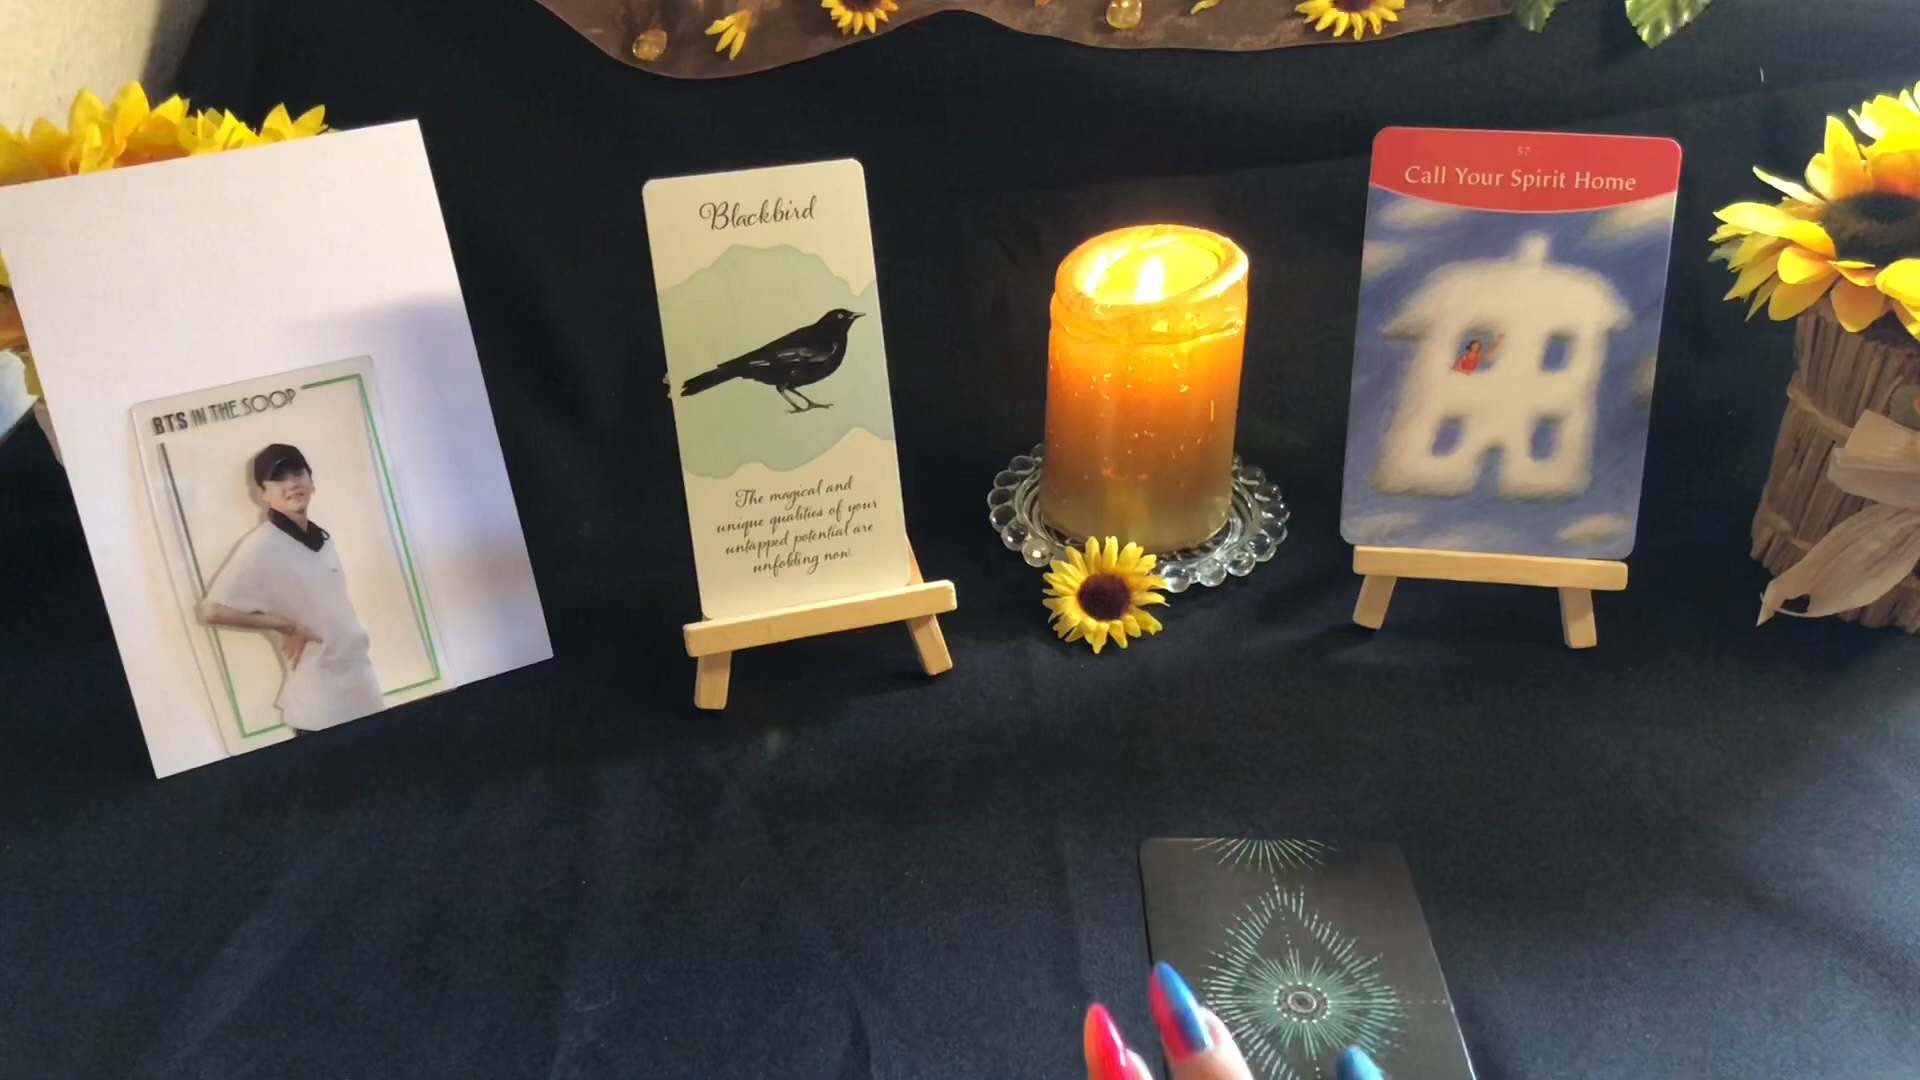 BTS IN THE SOOP
Blackbird
The magical and
unique qualities of your
untapped potential are
unfolding now.
57
Call Your Spirit Home